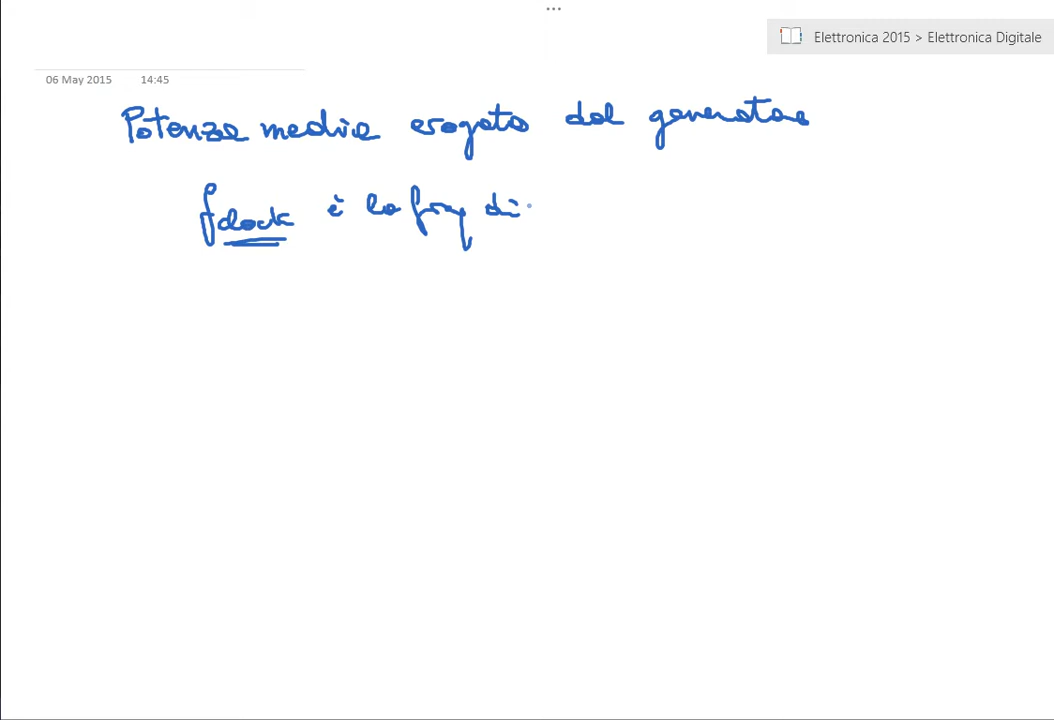 Elettronica 2015 > Elettronica Digitale
06 May 2015 14:45
Potenza media erogata dal generatore
fclock è la freq di